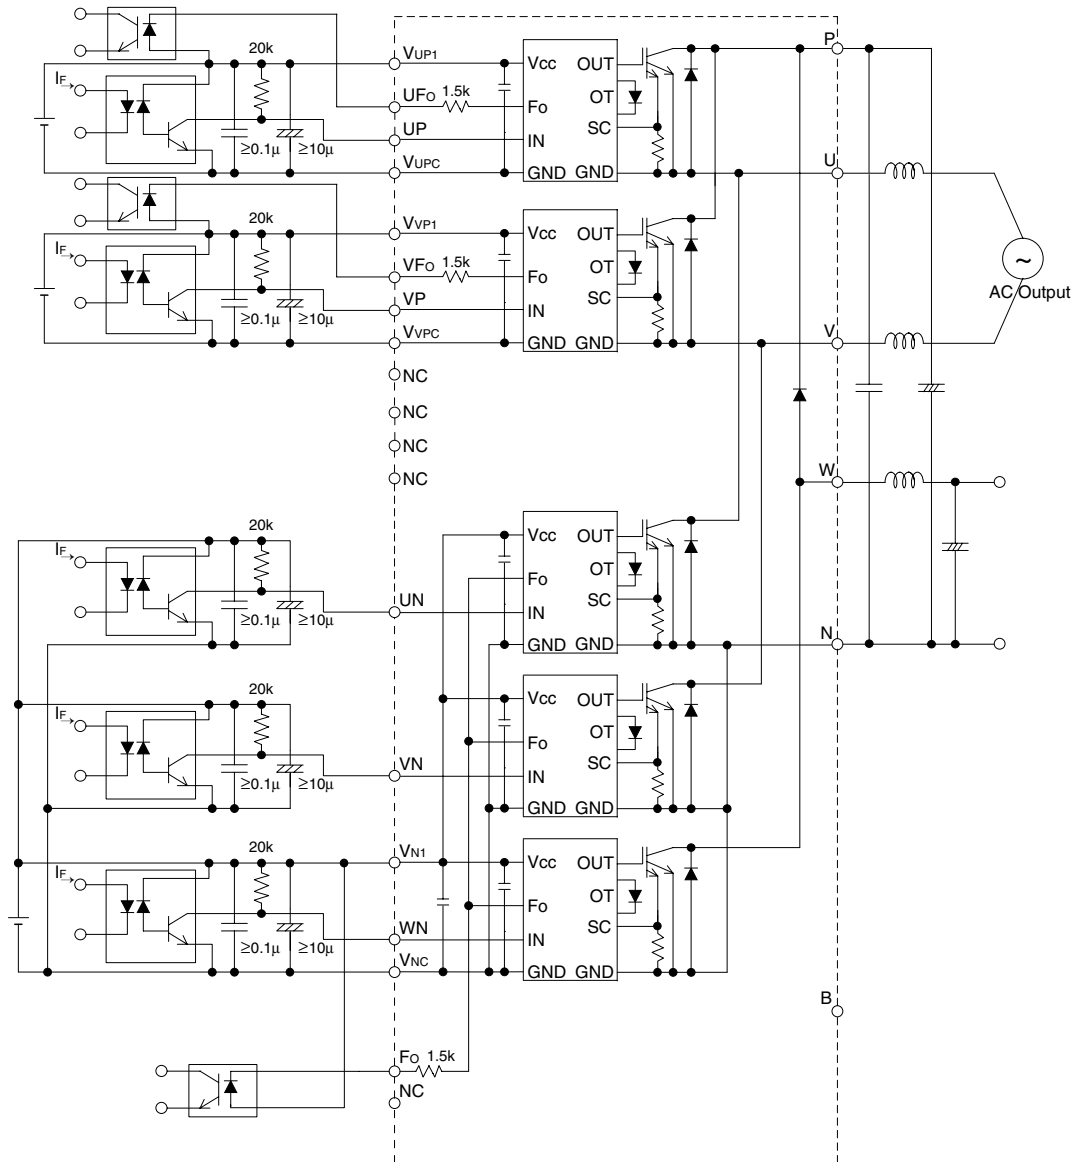 20k
IF
≥0.1μ
≥10μ
VUP1
UFO 1.5k
UP
VUPC
Vcc
Fo
IN
GND
OUT
OT
SC
GND
P
U
20k
IF
≥0.1μ
≥10μ
VVP1
VFO 1.5k
VP
VVPC
Vcc
Fo
IN
GND
OUT
OT
SC
GND
~
AC Output
V
NC
NC
NC
NC
W
20k
IF
≥0.1μ
≥10μ
UN
Vcc
Fo
IN
GND
OUT
OT
SC
GND
N
20k
IF
≥0.1μ
≥10μ
VN
Vcc
Fo
IN
GND
OUT
OT
SC
GND
20k
IF
≥0.1μ
≥10μ
VN1
WN
VNC
Vcc
Fo
IN
GND
OUT
OT
SC
GND
B
FO 1.5k
NC